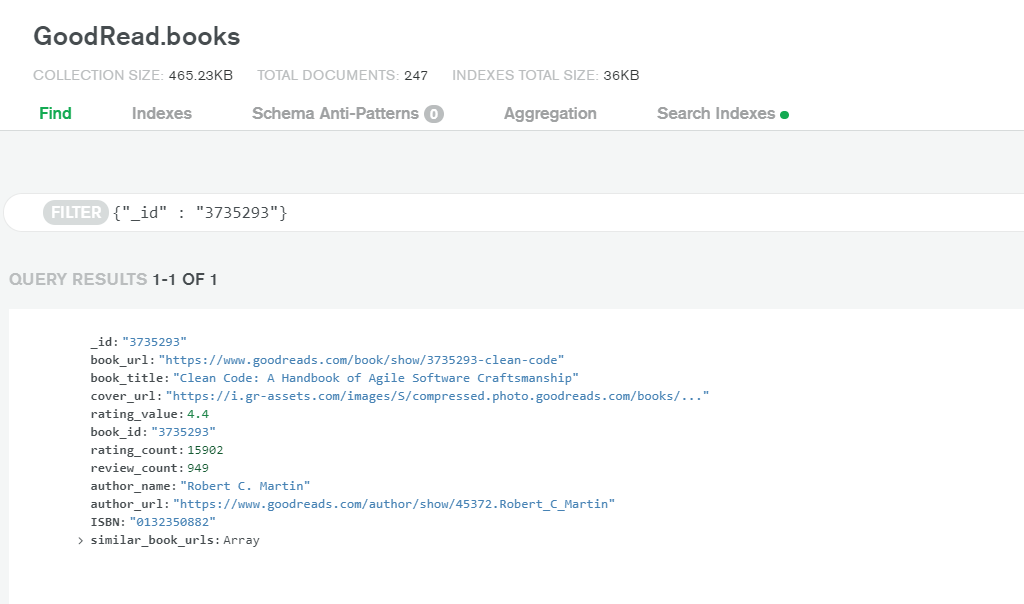 GoodRead.books
COLLECTION SIZE: 465.23KB TOTAL DOCUMENTS: 247 INDEXES TOTAL SIZE: 36KB
Find Indexes Schema Anti-Patterns 0 Aggregation Search Indexes
FILTER {"_id" : "3735293"}
QUERY RESULTS 1-1 OF 1
_id: "3735293"
book_url: "https://www.goodreads.com/book/show/3735293-clean-code"
book_title: "Clean Code: A Handbook of Agile Software Craftsmanship"
cover_url: "https://i.gr-assets.com/images/S/compressed.photo.goodreads.com/books/..."
rating_value: 4.4
book_id: "3735293"
rating_count: 15902
review_count: 949
author_name: "Robert C. Martin"
author_url: "https://www.goodreads.com/author/show/45372.Robert_C_Martin"
ISBN: "0132350882"
> similar_book_urls: Array